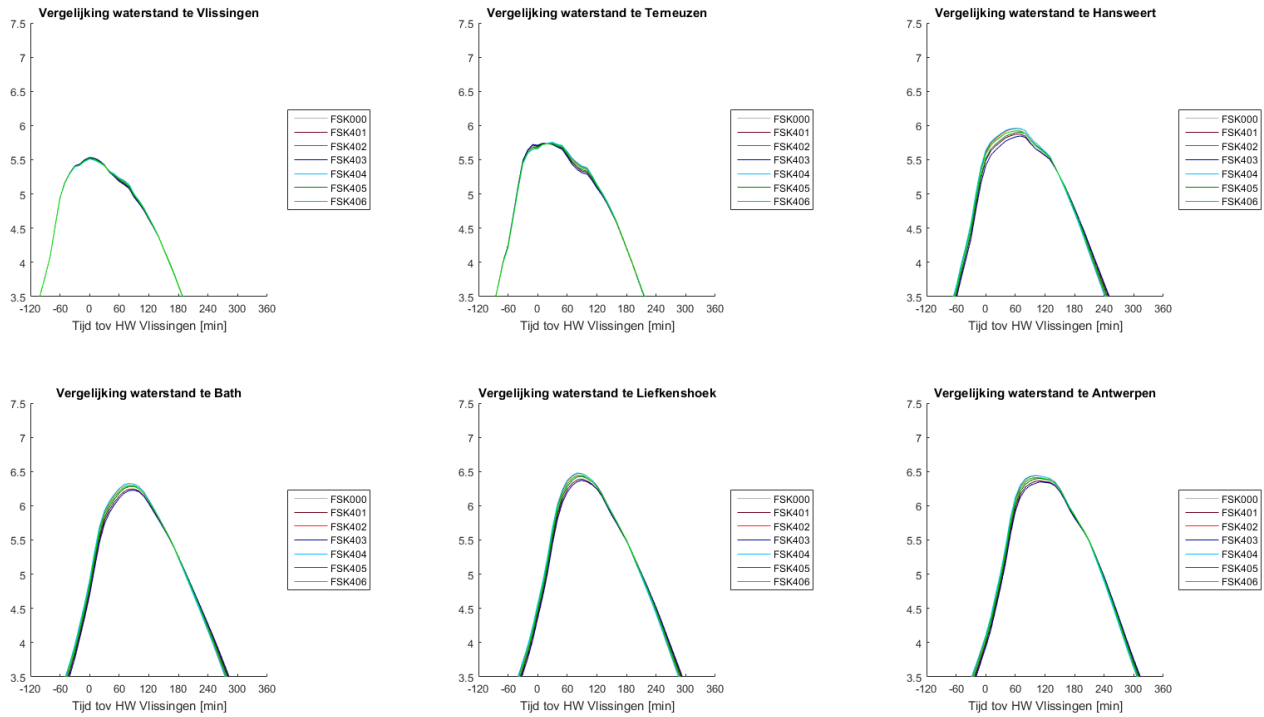 Vergelijking waterstand te Vlissingen
7.5
7
6.5
6
5.5
5
4.5
4
3.5
-120 -60 0 60 120 180 240 300 360
Tijd tov HW Vlissingen [min]
FSK000
FSK401
FSK402
FSK403
FSK404
FSK405
FSK406
Vergelijking waterstand te Terneuzen
7.5
7
6.5
6
5.5
5
4.5
4
3.5
-120 -60 0 60 120 180 240 300 360
Tijd tov HW Vlissingen [min]
FSK000
FSK401
FSK402
FSK403
FSK404
FSK405
FSK406
Vergelijking waterstand te Hansweert
7.5
7
6.5
6
5.5
5
4.5
4
3.5
-120 -60 0 60 120 180 240 300 360
Tijd tov HW Vlissingen [min]
FSK000
FSK401
FSK402
FSK403
FSK404
FSK405
FSK406
Vergelijking waterstand te Bath
7.5
7
6.5
6
5.5
5
4.5
4
3.5
-120 -60 0 60 120 180 240 300 360
Tijd tov HW Vlissingen [min]
FSK000
FSK401
FSK402
FSK403
FSK404
FSK405
FSK406
Vergelijking waterstand te Liefkenshoek
7.5
7
6.5
6
5.5
5
4.5
4
3.5
-120 -60 0 60 120 180 240 300 360
Tijd tov HW Vlissingen [min]
FSK000
FSK401
FSK402
FSK403
FSK404
FSK405
FSK406
Vergelijking waterstand te Antwerpen
7.5
7
6.5
6
5.5
5
4.5
4
3.5
-120 -60 0 60 120 180 240 300 360
Tijd tov HW Vlissingen [min]
FSK000
FSK401
FSK402
FSK403
FSK404
FSK405
FSK406